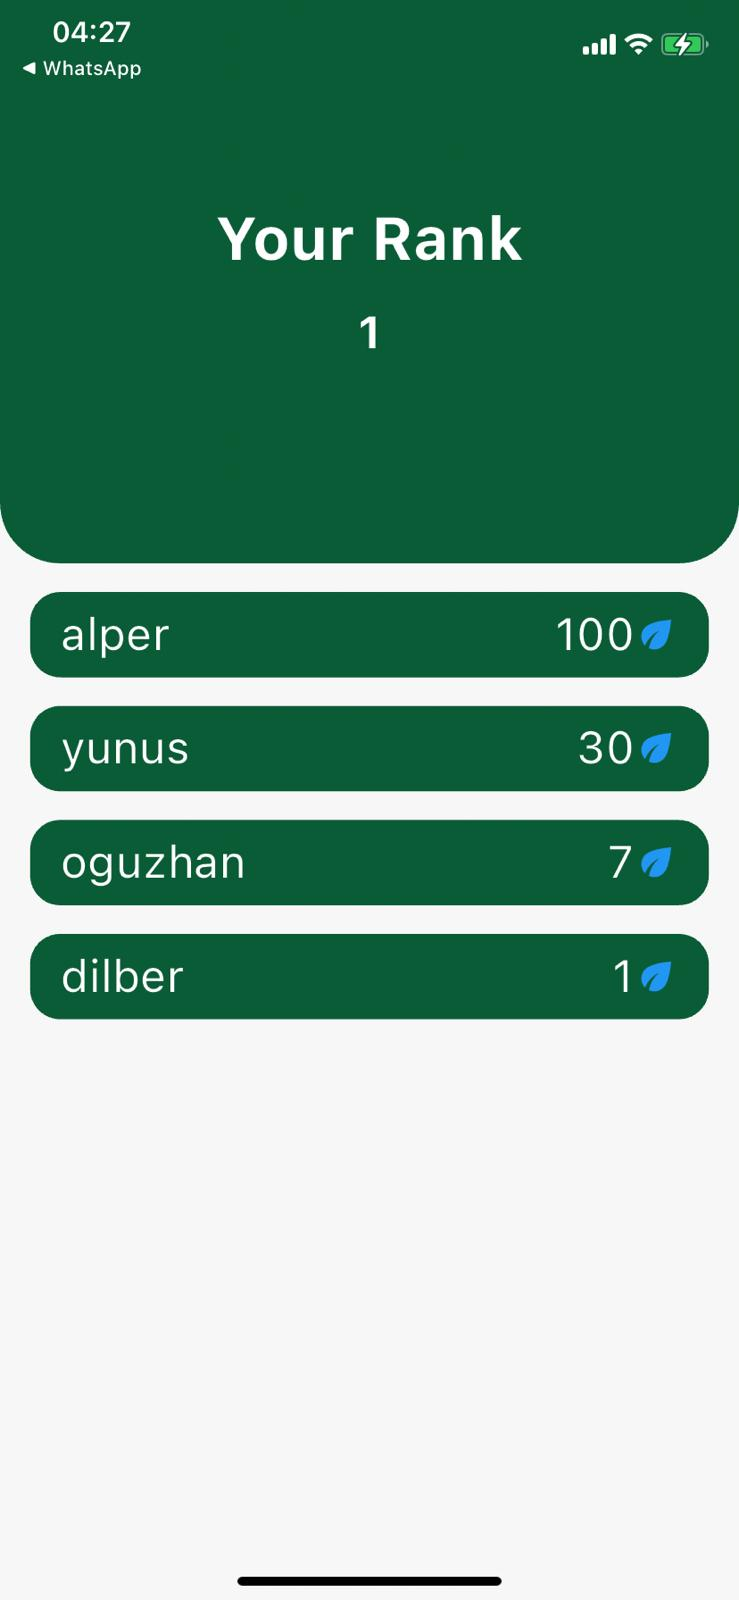 04:27
◀ WhatsApp
Your Rank
1
alper 100
yunus 30
oguzhan 7
dilber 1